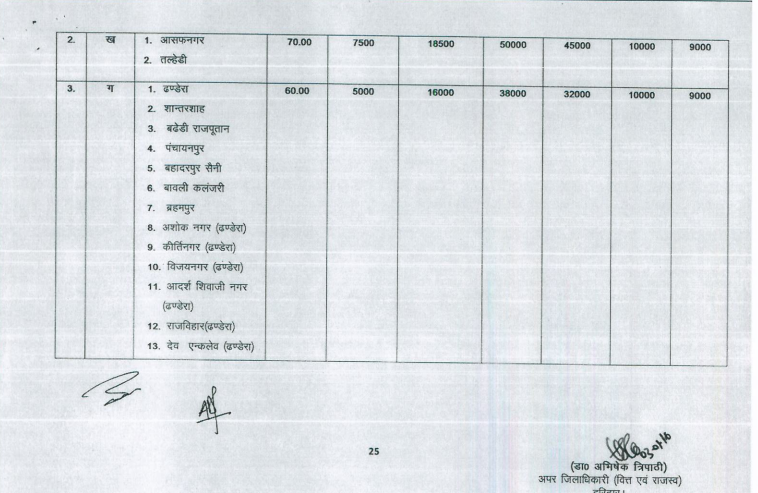 2. ख 1. आसफनगर 70.00 7500 18500 50000 45000 10000 9000
2. तल्हेडी
3. ग 1. ढण्डेरा 60.00 5000 16000 38000 32000 10000 9000
2. शान्तरशाह
3. बढेडी राजपूतान
4. पंचायनपुर
5. बहादरपुर सैनी
6. बावली कलंजरी
7. ब्रहमपुर
8. अशोक नगर (ढण्डेरा)
9. कीर्तिनगर (ढण्डेरा)
10. विजयनगर (ढण्डेरा)
11. आदर्श शिवाजी नगर
(ढण्डेरा)
12. राजविहार(ढण्डेरा)
13. देव एन्कलेव (ढण्डेरा)
25
(डा0 अभिषेक त्रिपाठी)
अपर जिलाधिकारी (वित्त एवं राजस्व)